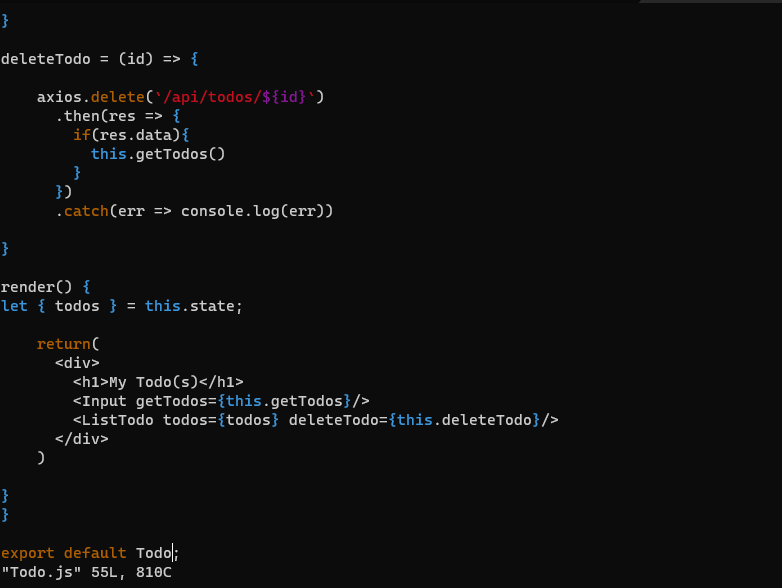 }
deleteTodo = (id) => {
    axios.delete(`/api/todos/${id}`)
      .then(res => {
        if(res.data){
          this.getTodos()
        }
      })
      .catch(err => console.log(err))
}
render() {
let { todos } = this.state;
    return(
      <div>
        <h1>My Todo(s)</h1>
        <Input getTodos={this.getTodos}/>
        <ListTodo todos={todos} deleteTodo={this.deleteTodo}/>
      </div>
    )
}
}
export default Todo;
"Todo.js" 55L, 810C